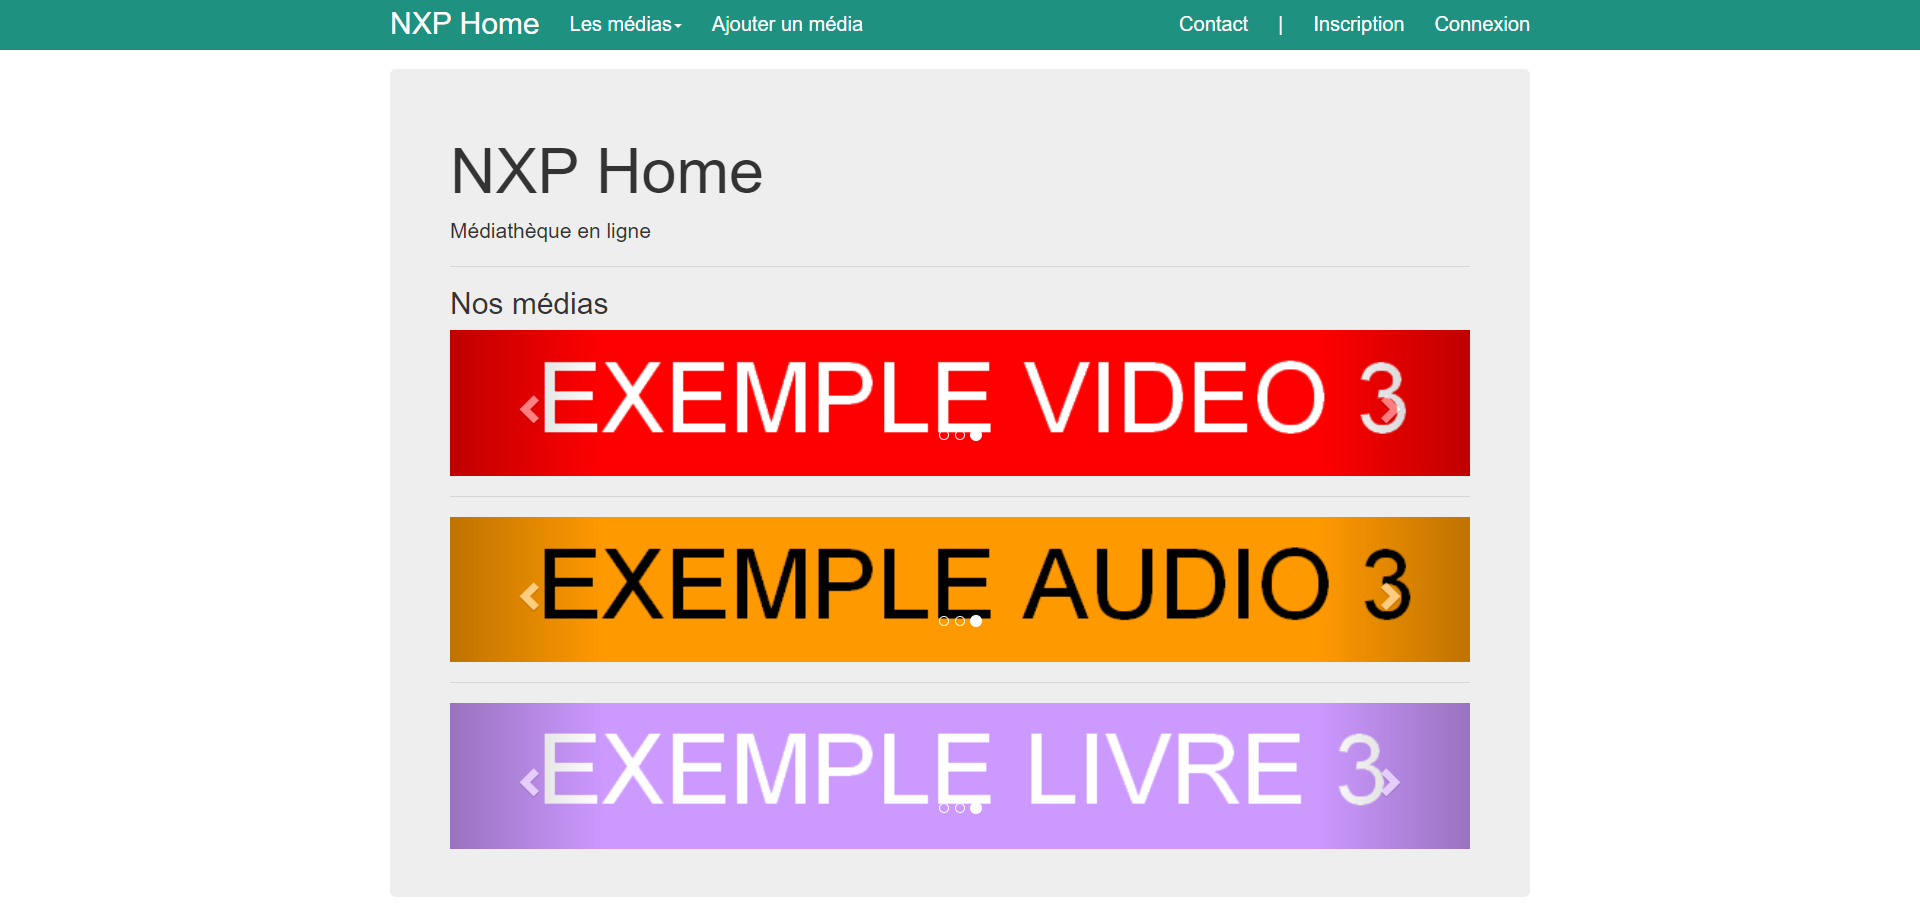 NXP Home Les médias Ajouter un média Contact | Inscription Connexion
NXP Home
Médiathèque en ligne
Nos médias
EXEMPLE VIDEO 3
EXEMPLE AUDIO 3
EXEMPLE LIVRE 3